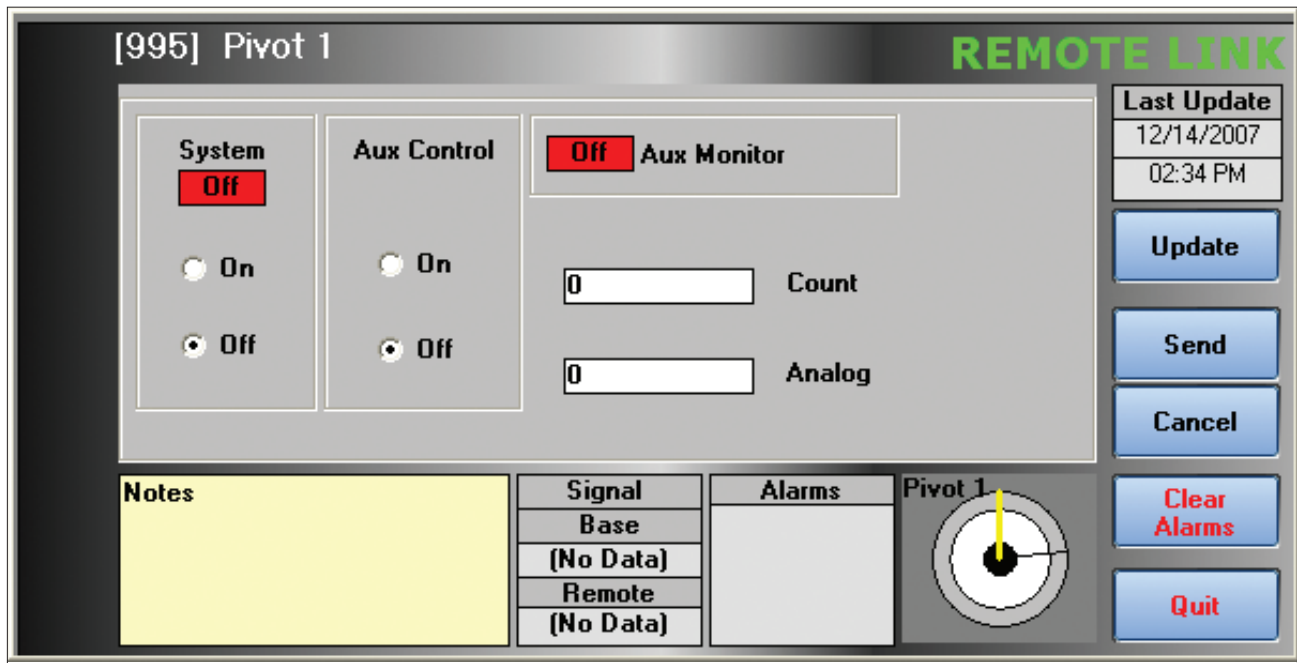 [995] Pivot 1
REMOTE LINK
System
Off
On
Off
Aux Control
On
Off
Off Aux Monitor
0 Count
0 Analog
Last Update
12/14/2007
02:34 PM
Update
Send
Cancel
Clear
Alarms
Quit
Notes
Signal
Base
(No Data)
Remote
(No Data)
Alarms
Pivot 1